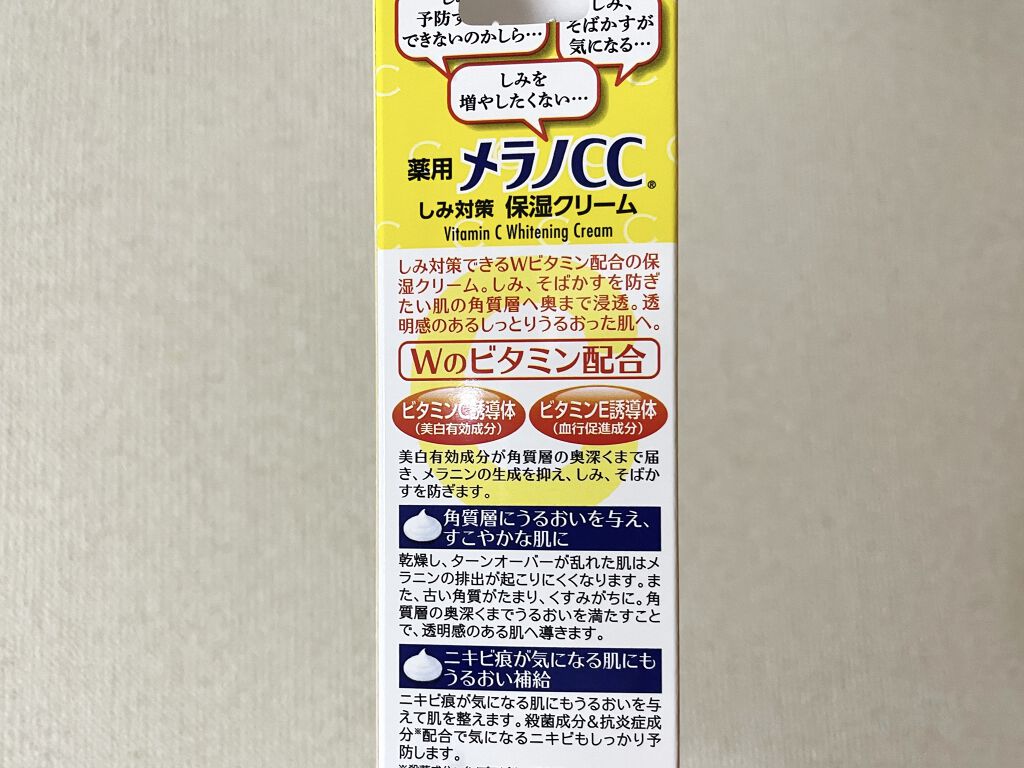 予防す
できないのかしら…
しみ、
そばかすが
気になる…
しみを
増やしたくない…
薬用 メラノCC®
しみ対策 保湿クリーム
Vitamin C Whitening Cream
しみ対策できるWビタミン配合の保
湿クリーム。しみ、そばかすを防ぎ
たい肌の角質層へ奥まで浸透。透
明感のあるしっとりうるおった肌へ。
Wのビタミン配合
ビタミンC誘導体
(美白有効成分)
ビタミンE誘導体
(血行促進成分)
美白有効成分が角質層の奥深くまで届
き、メラニンの生成を抑え、しみ、そばか
すを防ぎます。
角質層にうるおいを与え、
すこやかな肌に
乾燥し、ターンオーバーが乱れた肌はメ
ラニンの排出が起こりにくくなります。ま
た、古い角質がたまり、くすみがちに。角
質層の奥深くまでうるおいを満たすこと
で、透明感のある肌へ導きます。
ニキビ痕が気になる肌にも
うるおい補給
ニキビ痕が気になる肌にもうるおいを与
えて肌を整えます。殺菌成分&抗炎症成
分※配合で気になるニキビもしっかり予
防します。